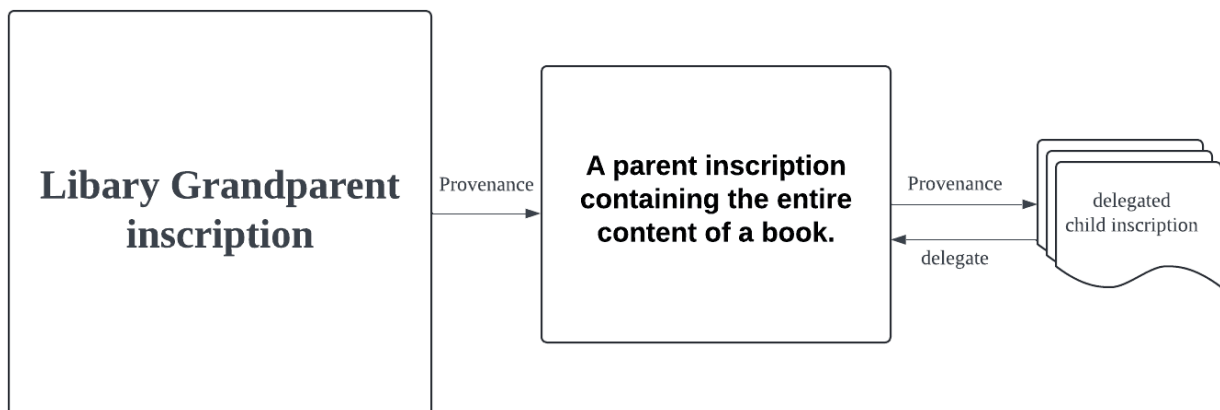 Libary Grandparent
inscription
Provenance
A parent inscription
containing the entire
content of a book.
Provenance
delegate
delegated
child inscription